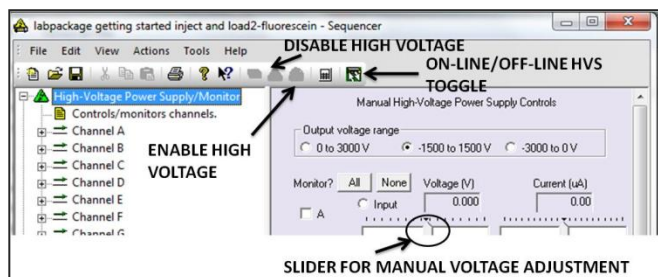 labpackage getting started inject and load2-fluorescein - Sequencer
File Edit View Actions Tools Help
DISABLE HIGH VOLTAGE
ON-LINE/OFF-LINE HVS
TOGGLE
High-Voltage Power Supply/Monitor
Controls/monitors channels.
Channel A
Channel B
Channel C
Channel D
Channel E
Channel F
Channel G
ENABLE HIGH
VOLTAGE
Manual High-Voltage Power Supply Controls
Output voltage range
0 to 3000 V -1500 to 1500 V -3000 to 0 V
Monitor? All None Voltage (V) Current (uA)
Input 0.000 0.00
A
SLIDER FOR MANUAL VOLTAGE ADJUSTMENT